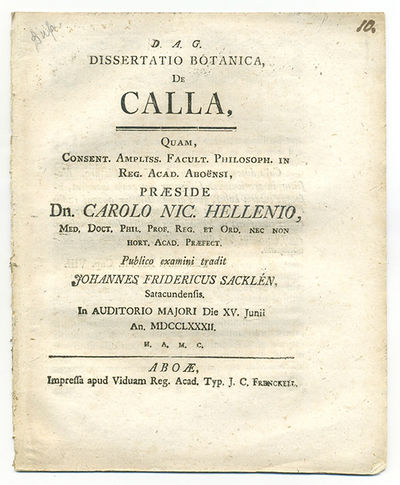 10.
D. A. G.
DISSERTATIO BOTANICA,
DE
CALLA,
QUAM,
CONSENT. AMPLISS. FACULT. PHILOSOPH. IN
REG. ACAD. ABOËNSI,
PRÆSIDE
DN. CAROLO NIC. HELLENIO,
MED. DOCT. PHIL. PROF. REG. ET ORD. NEC NON
HORT. ACAD. PRÆFECT.
Publico examini tradit
JOHANNES FRIDERICUS SACKLÉN,
Satacundensis.
In AUDITORIO MAJORI Die XV. Junii
An. MDCCLXXXII.
H. A. M. C.
ABOÆ,
Impressa apud Viduam Reg. Acad. Typ. J. C. FRENCKELL,